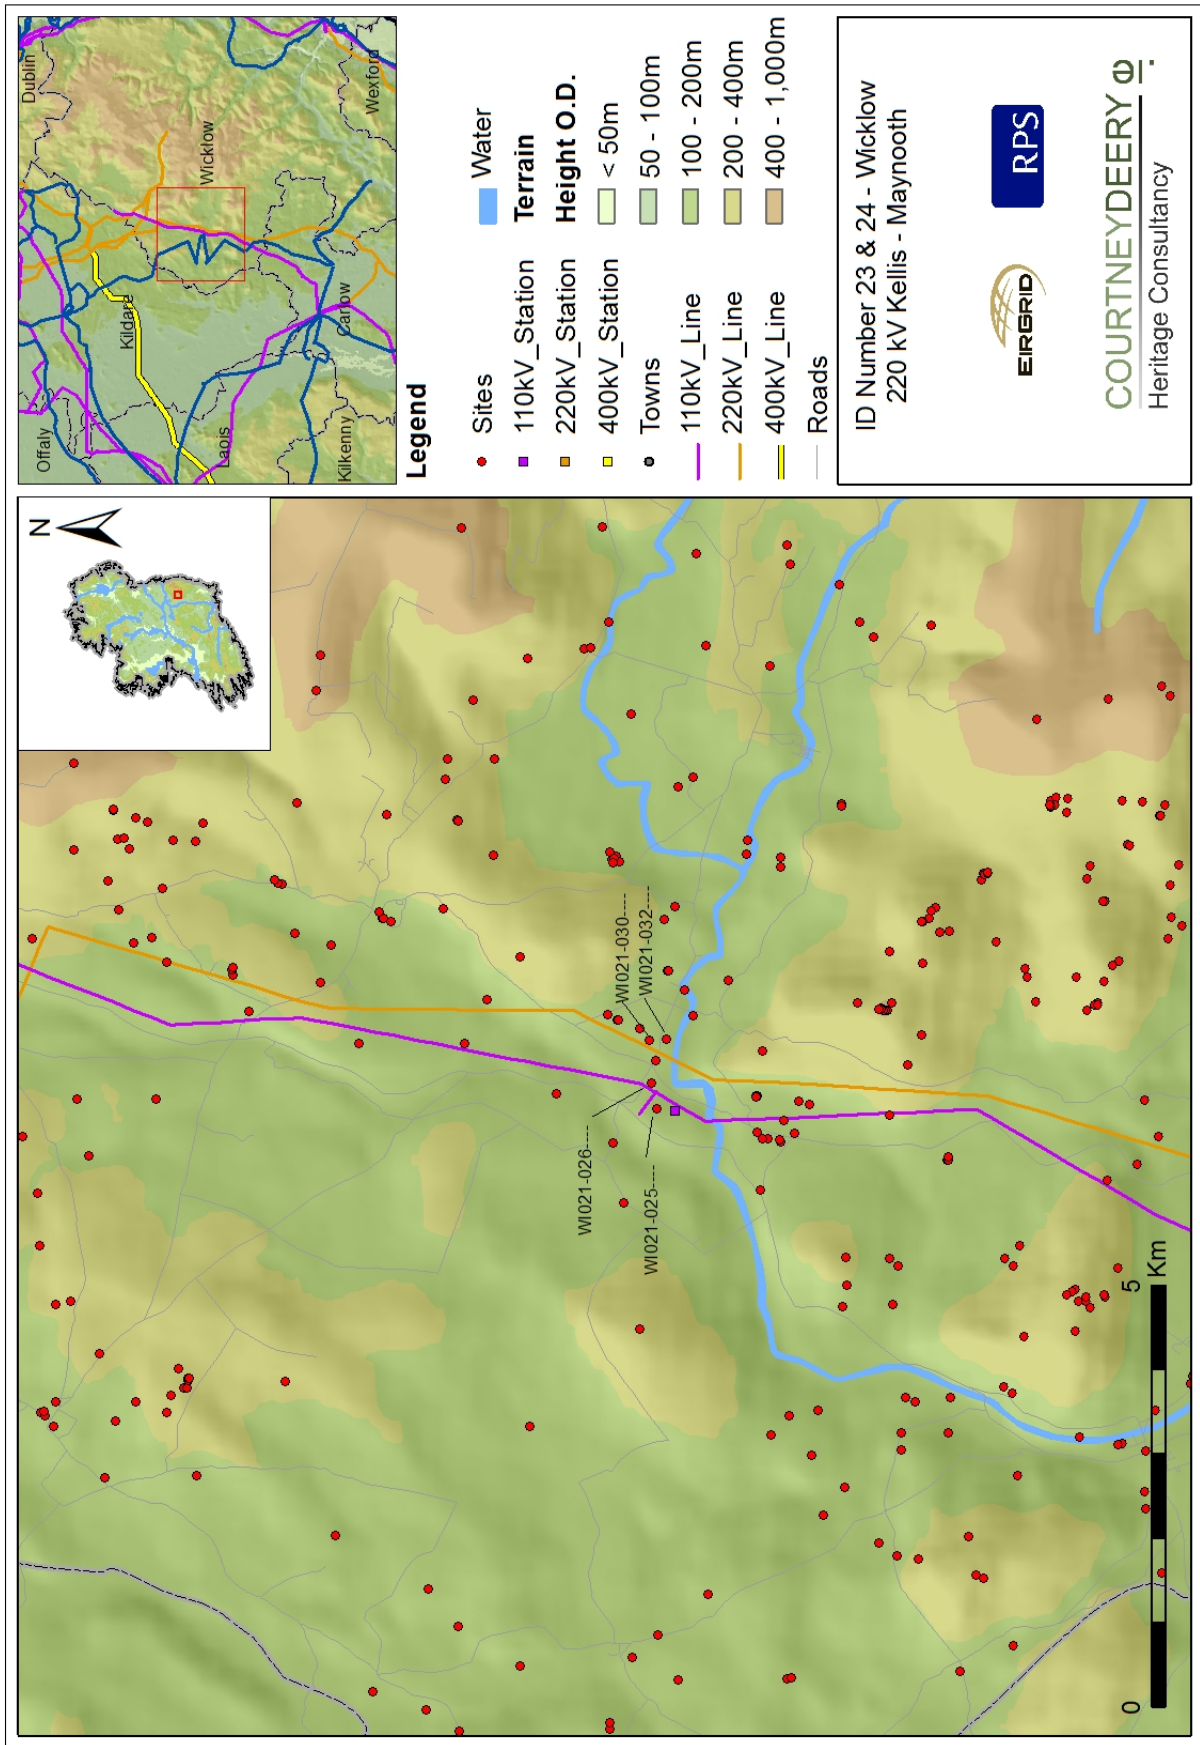 N
WI021-026----
WI021-025----
WI021-030----
WI021-032----
0
5
Km
Offaly
Dublin
Kildare
Wicklow
Laois
Carlow
Kilkenny
Wexford
Legend
Sites
110kV_Station
220kV_Station
400kV_Station
Towns
110kV_Line
220kV_Line
400kV_Line
Roads
Water
Terrain
Height O.D.
< 50m
50 - 100m
100 - 200m
200 - 400m
400 - 1,000m
ID Number 23 & 24 - Wicklow
220 kV Kellis - Maynooth
EIRGRID
RPS
COURTNEYDEERY
Heritage Consultancy